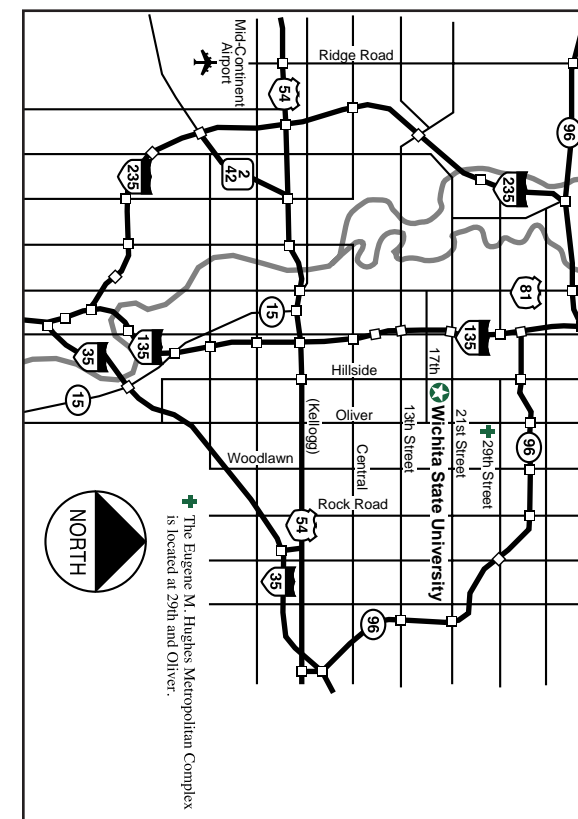 Mid-Continent
Airport
Ridge Road
54
96
235
2
42
235
81
15
135
135
35
15
Hillside
17th
Wichita State University
Oliver
(Kellogg)
Central
13th Street
21st Street
29th Street
96
Woodlawn
Rock Road
54
35
96
NORTH
The Eugene M. Hughes Metropolitan Complex
is located at 29th and Oliver.